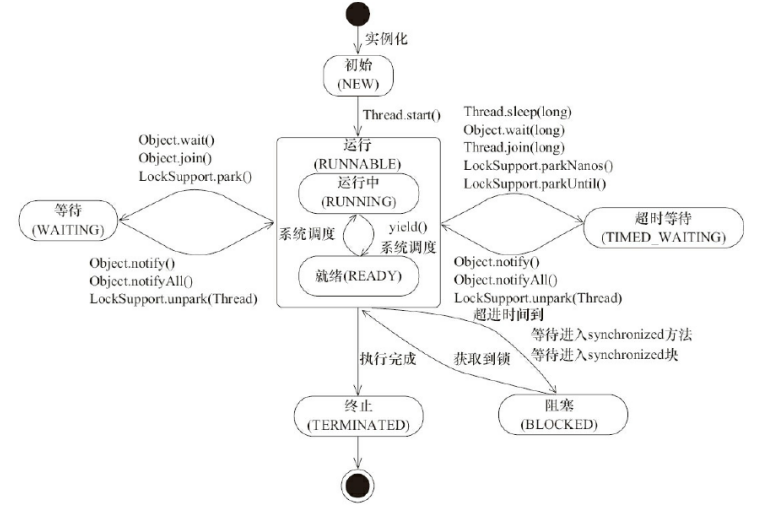 实例化
初始
(NEW)
Thread.start()
Object.wait()
Object.join()
LockSupport.park()
Thread.sleep(long)
Object.wait(long)
Thread.join(long)
LockSupport.parkNanos()
LockSupport.parkUntil()
运行
(RUNNABLE)
运行中
(RUNNING)
系统调度
yield()
系统调度
就绪(READY)
等待
(WAITING)
超时等待
(TIMED_WAITING)
Object.notify()
Object.notifyAll()
LockSupport.unpark(Thread)
Object.notify()
Object.notifyAll()
LockSupport.unpark(Thread)
超进时间到
等待进入synchronized方法
等待进入synchronized块
执行完成
获取到锁
终止
(TERMINATED)
阻塞
(BLOCKED)